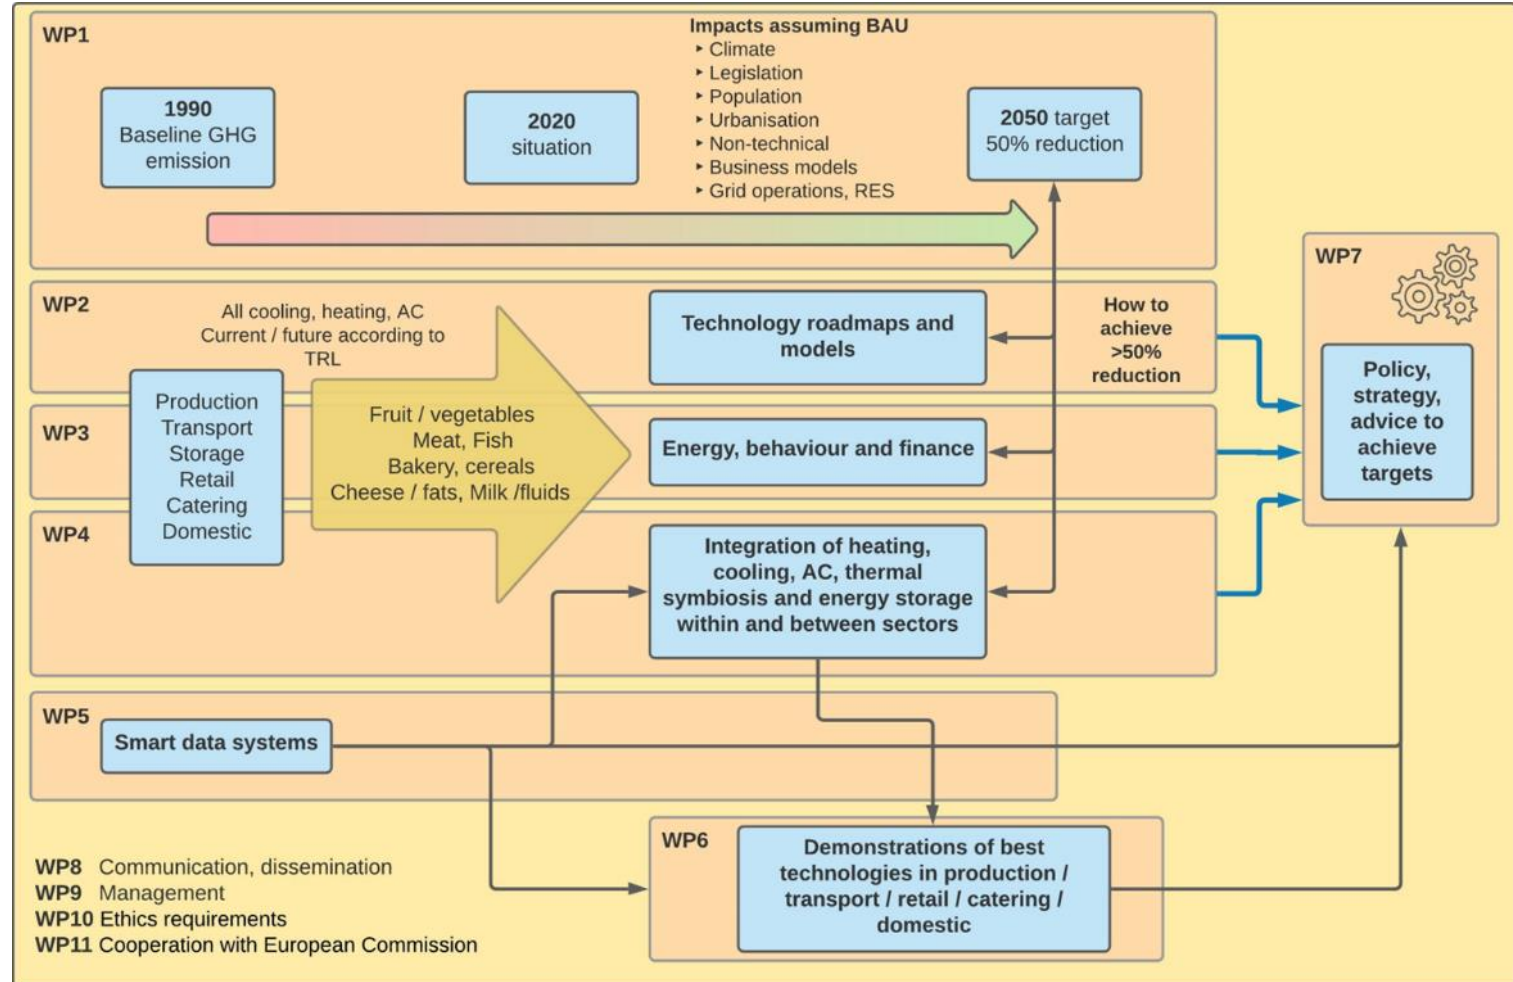 WP1
1990
Baseline GHG
emission
2020
situation
Impacts assuming BAU
‣ Climate
‣ Legislation
‣ Population
‣ Urbanisation
‣ Non-technical
‣ Business models
‣ Grid operations, RES
2050 target
50% reduction
WP2
All cooling, heating, AC
Current / future according to
TRL
Technology roadmaps and
models
How to
achieve
>50%
reduction
WP3
Production
Transport
Storage
Retail
Catering
Domestic
Fruit / vegetables
Meat, Fish
Bakery, cereals
Cheese / fats, Milk /fluids
Energy, behaviour and finance
WP4
Integration of heating,
cooling, AC, thermal
symbiosis and energy storage
within and between sectors
WP7
Policy,
strategy,
advice to
achieve
targets
WP5
Smart data systems
WP6
Demonstrations of best
technologies in production /
transport / retail / catering /
domestic
WP8 Communication, dissemination
WP9 Management
WP10 Ethics requirements
WP11 Cooperation with European Commission